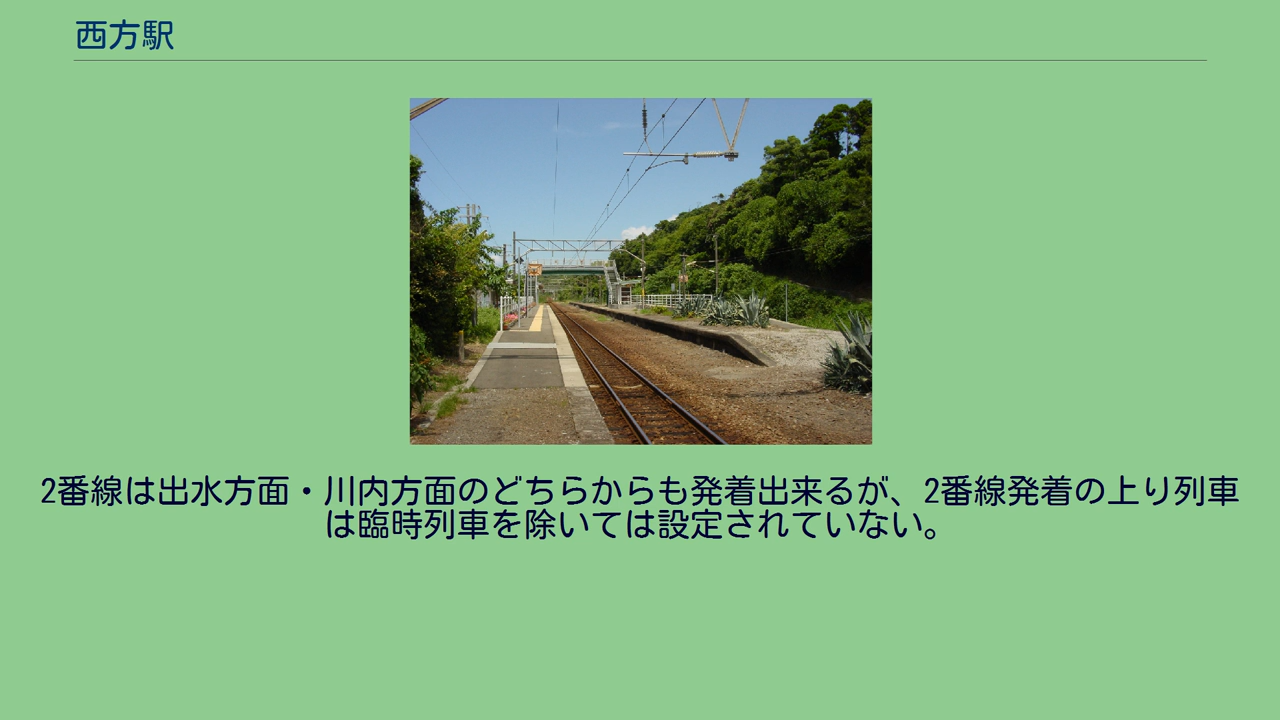 西方駅
2番線は出水方面・川内方面のどちらからも発着出来るが、2番線発着の上り列車
は臨時列車を除いては設定されていない。